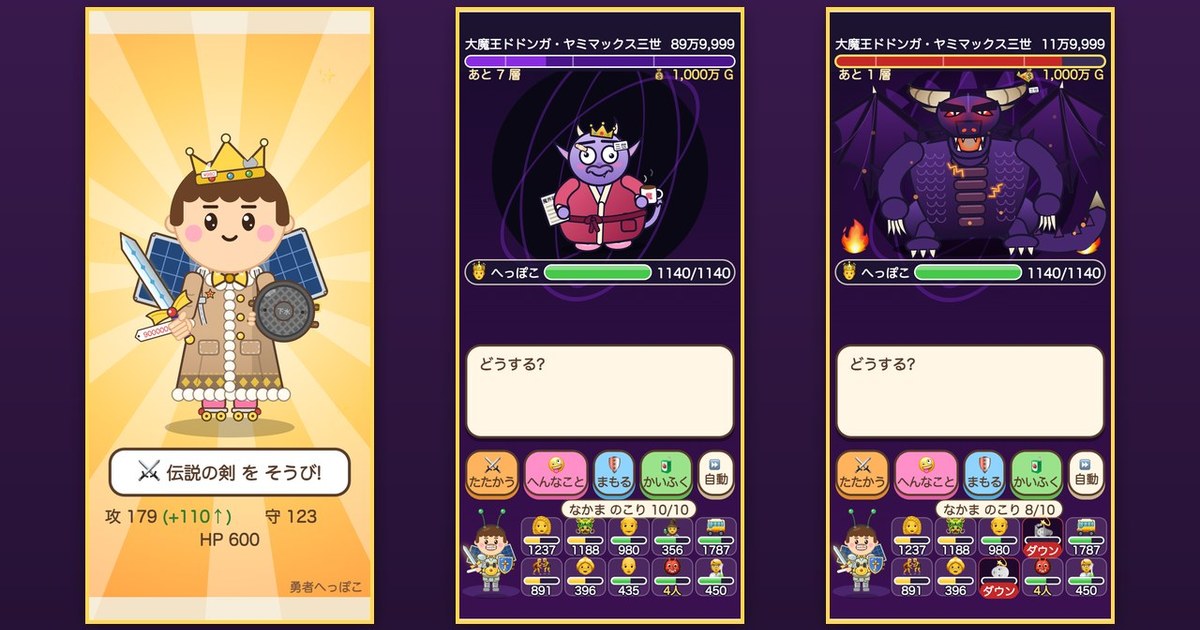 900000
伝説の剣 を そうび!
攻 179 (+110↑) 守 123
HP 600
勇者へっぽこ
大魔王ドドンガ・ヤミマックス三世 89万9,999
あと 7 層 1,000万 G
三世
へっぽこ 1140/1140
どうする?
たたかう
へんなこと
まもる
かいふく
自動
なかま のこり 10/10
1237 1188 980 356 1787
891 396 435 4人 450
大魔王ドドンガ・ヤミマックス三世 11万9,999
あと 1 層 1,000万 G
へっぽこ 1140/1140
どうする?
たたかう
へんなこと
まもる
かいふく
自動
なかま のこり 8/10
1237 1188 980 ダウン 1787
891 396 ダウン 4人 450